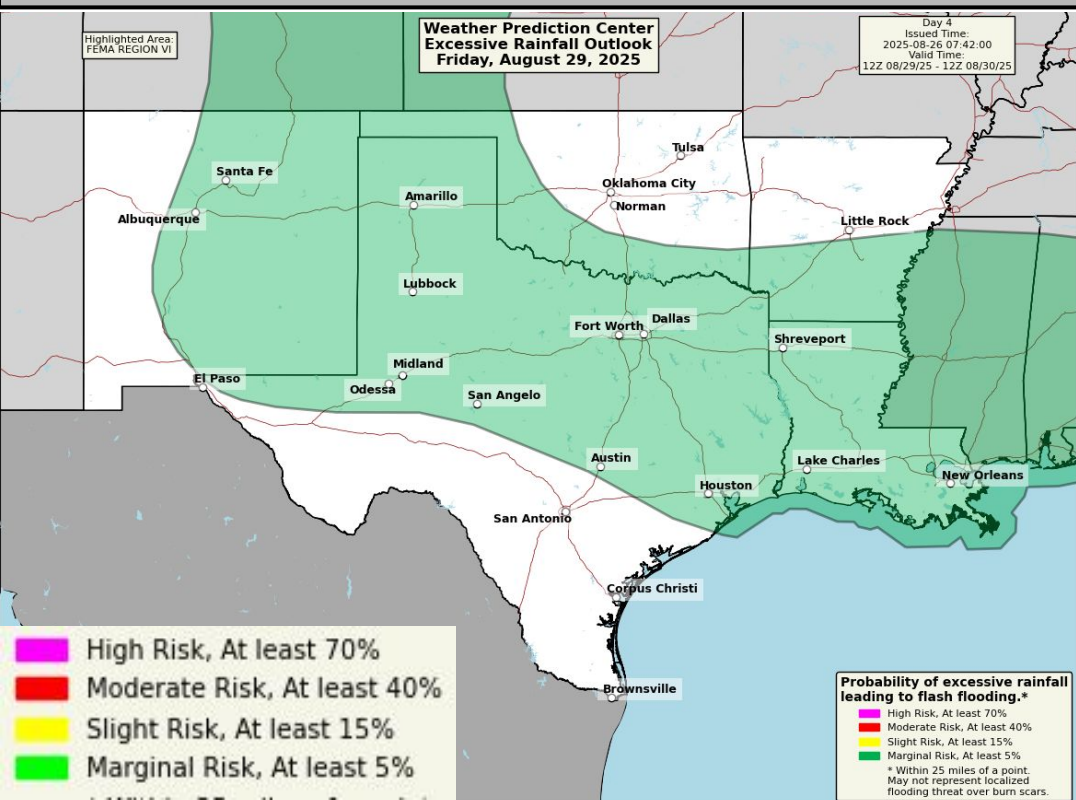 Highlighted Area:
FEMA REGION VI
Weather Prediction Center
Excessive Rainfall Outlook
Friday, August 29, 2025
Day 4
Issued Time:
2025-08-26 07:42:00
Valid Time:
12Z 08/29/25 - 12Z 08/30/25
Tulsa
Santa Fe
Oklahoma City
Amarillo
Norman
Albuquerque
Little Rock
Lubbock
Dallas
Fort Worth
Shreveport
Midland
El Paso
Odessa
San Angelo
Austin
Lake Charles
New Orleans
Houston
San Antonio
Corpus Christi
Brownsville
High Risk, At least 70%
Moderate Risk, At least 40%
Slight Risk, At least 15%
Marginal Risk, At least 5%
Probability of excessive rainfall
leading to flash flooding.*
High Risk, At least 70%
Moderate Risk, At least 40%
Slight Risk, At least 15%
Marginal Risk, At least 5%
* Within 25 miles of a point.
May not represent localized
flooding threat over burn scars.